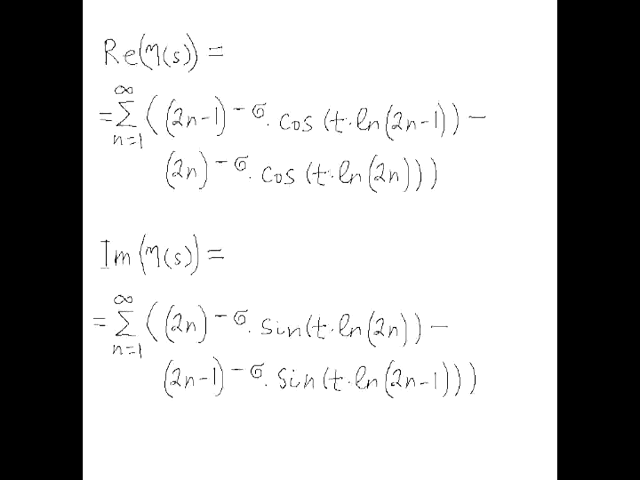 Re(η(s)) =
= ∞∑n=1 ((2n-1)^-σ · cos(t·ln(2n-1)) -
(2n)^-σ · cos(t·ln(2n)))
Im(η(s)) =
= ∞∑n=1 ((2n)^-σ · sin(t·ln(2n)) -
(2n-1)^-σ · sin(t·ln(2n-1)))